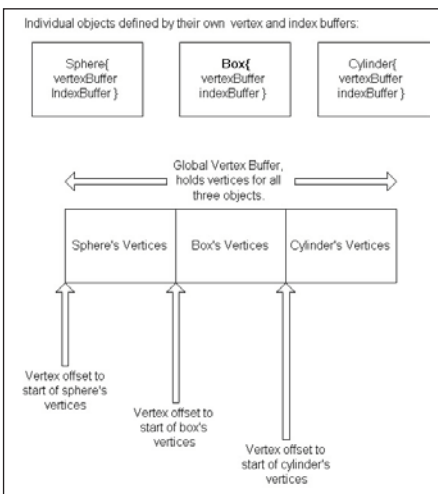 Individual objects defined by their own vertex and index buffers:
Sphere{
vertexBuffer
IndexBuffer }
Box{
vertexBuffer
indexBuffer }
Cylinder{
vertexBuffer
indexBuffer }
Global Vertex Buffer,
holds vertices for all
three objects.
Sphere's Vertices
Box's Vertices
Cylinder's Vertices
Vertex offset to
start of sphere's
vertices
Vertex offset to
start of box's
vertices
Vertex offset to
start of cylinder's
vertices